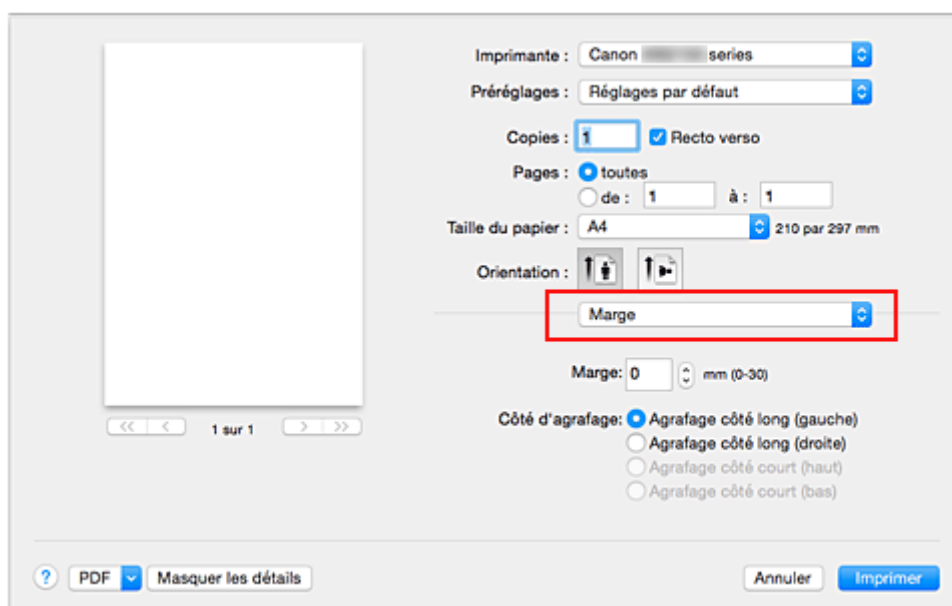 Imprimante : Canon series
Préréglages : Réglages par défaut
Copies : 1 Recto verso
Pages : toutes
de : 1 à : 1
Taille du papier : A4 210 par 297 mm
Orientation :
Marge
Marge: 0 mm (0-30)
Côté d'agrafage: Agrafage côté long (gauche)
Agrafage côté long (droite)
Agrafage côté court (haut)
Agrafage côté court (bas)
1 sur 1
? PDF Masquer les détails Annuler Imprimer